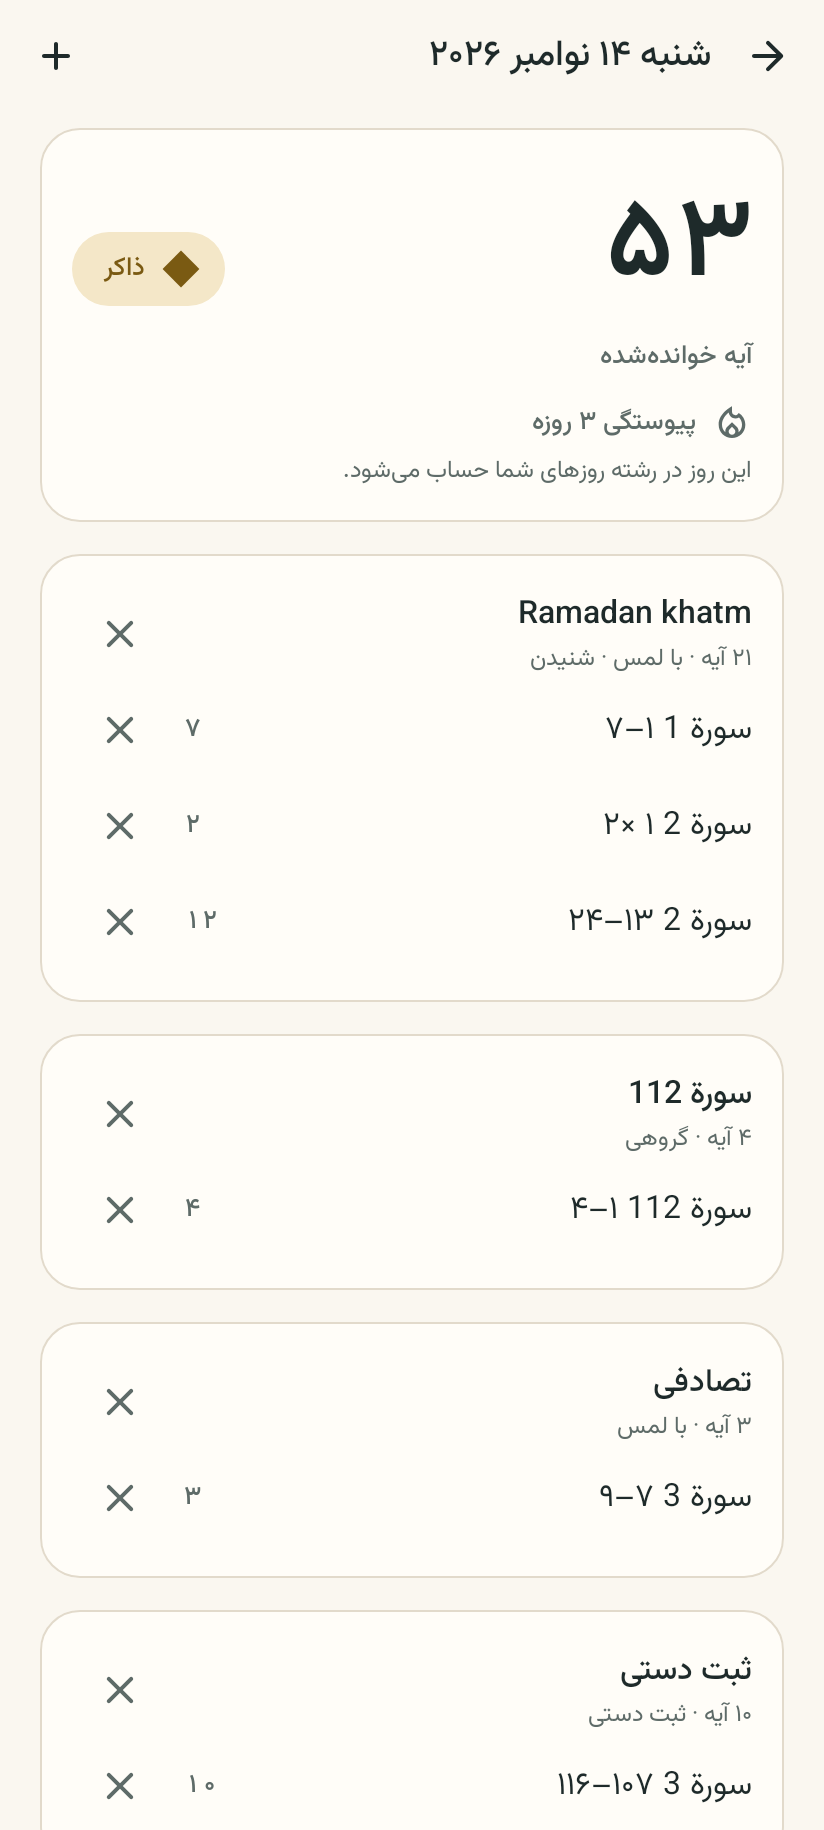 شنبه ۱۴ نوامبر ۲۰۲۶
۵۳
ذاکر
آیه خوانده‌شده
پیوستگی ۳ روزه
این روز در رشته روزهای شما حساب می‌شود.
Ramadan khatm
۲۱ آیه · با لمس · شنیدن
سورة 1 ۱–۷
۷
سورة 2 ۱ ×۲
۲
سورة 2 ۱۳–۲۴
۱۲
سورة 112
۴ آیه · گروهی
سورة 112 ۱–۴
۴
تصادفی
۳ آیه · با لمس
سورة 3 ۷–۹
۳
ثبت دستی
۱۰ آیه · ثبت دستی
سورة 3 ۱۰۷–۱۱۶
۱۰